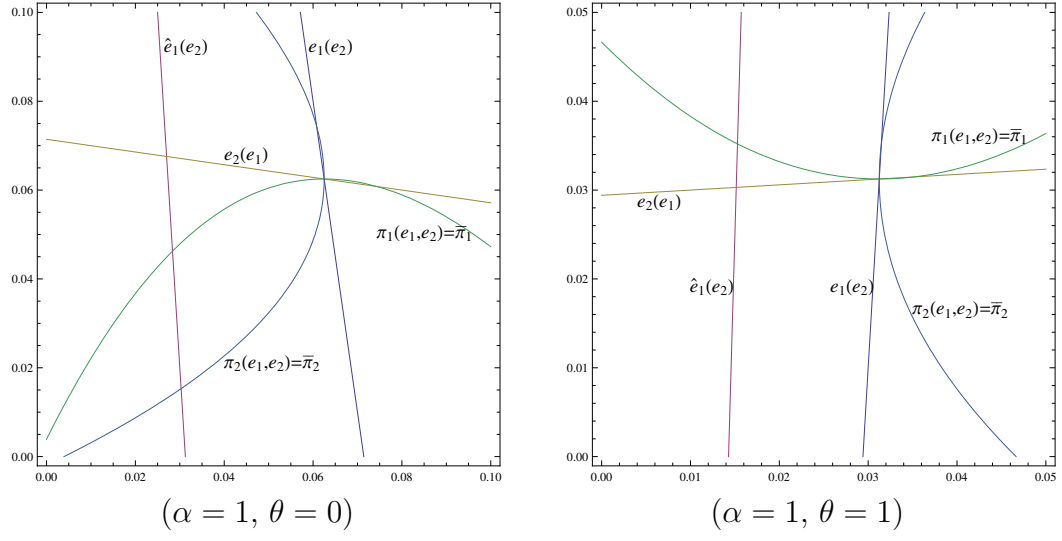 0.10
ê₁(e₂)
e₁(e₂)
0.08
e₂(e₁)
0.06
π₁(e₁,e₂)=π̅₁
0.04
π₂(e₁,e₂)=π̅₂
0.02
0.00
0.00 0.02 0.04 0.06 0.08 0.10
(α = 1, θ = 0)
0.05
0.04
π₁(e₁,e₂)=π̅₁
0.03
e₂(e₁)
0.02
ê₁(e₂)
e₁(e₂)
π₂(e₁,e₂)=π̅₂
0.01
0.00
0.00 0.01 0.02 0.03 0.04 0.05
(α = 1, θ = 1)